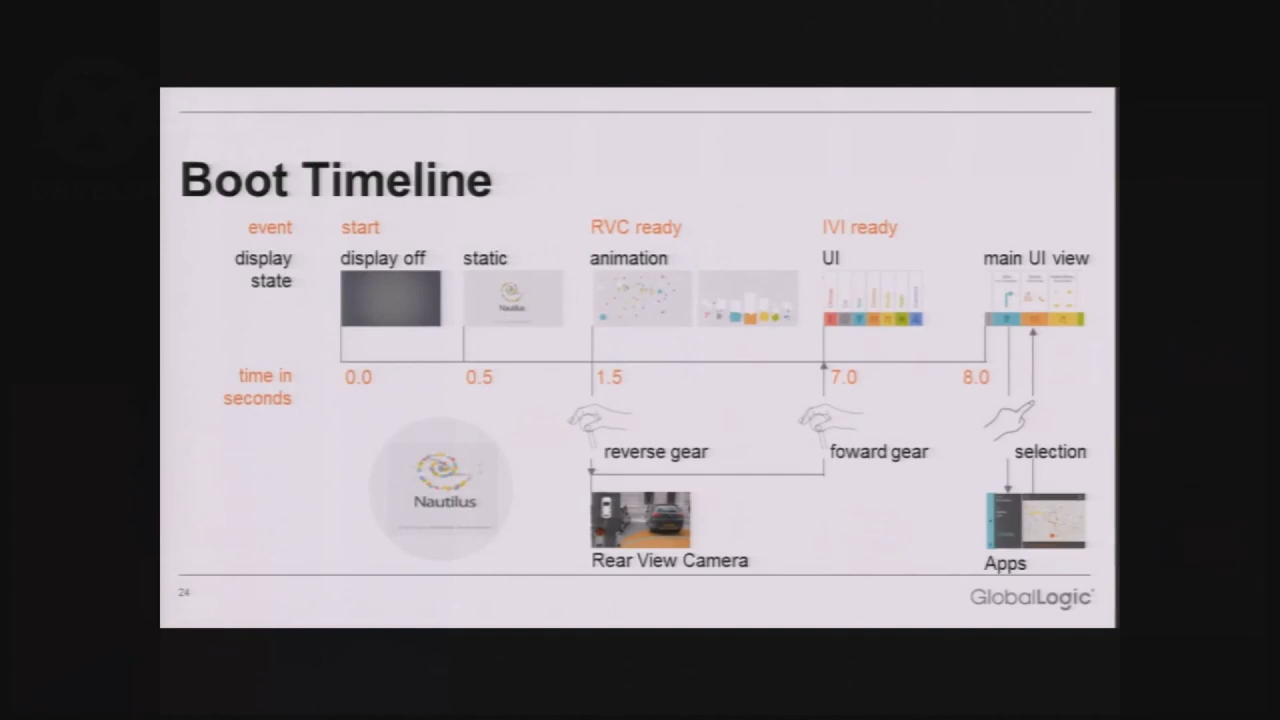 Boot Timeline
event start RVC ready IVI ready
display state
display off static animation UI main UI view
Nautilus
time in seconds
0.0 0.5 1.5 7.0 8.0
reverse gear foward gear selection
Nautilus
Rear View Camera Apps
24 GlobalLogic